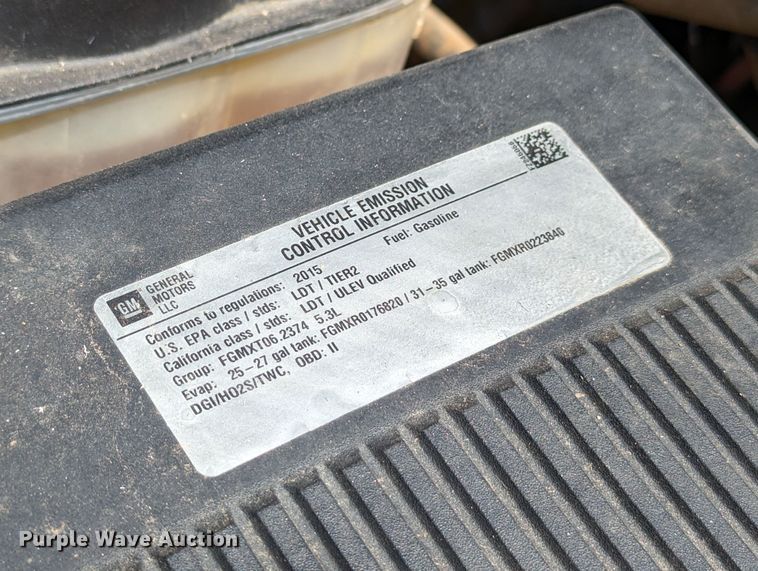 VEHICLE EMISSION
CONTROL INFORMATION
GM
GENERAL
MOTORS
LLC
Conforms to regulations: 2015 Fuel: Gasoline
U.S. EPA class / stds: LDT / TIER2
California class / stds: LDT / ULEV Qualified
Group: FGMXT06.2374 5.3L
Evap: 25-27 gal tank: FGMXR0176820 / 31-35 gal tank: FGMXR0223840
DGI/HO2S/TWC, OBD: II
Purple Wave Auction